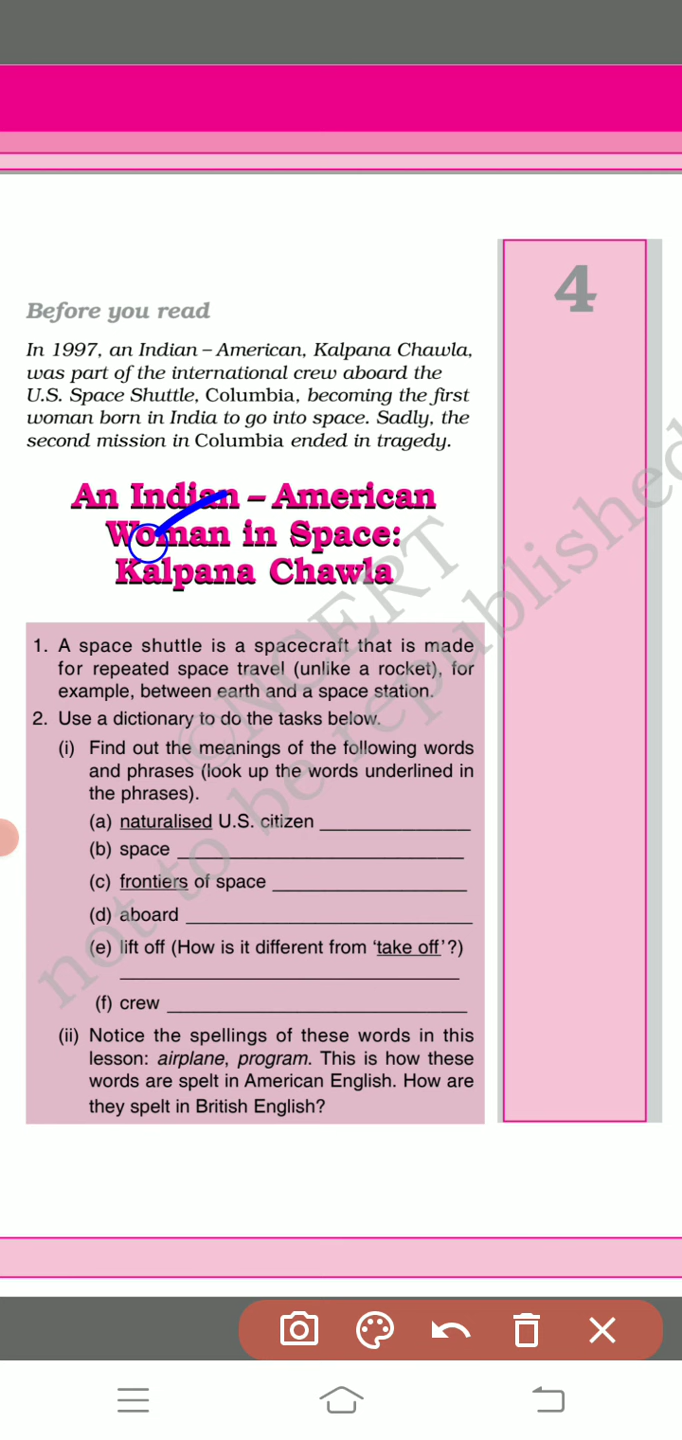 4
Before you read
In 1997, an Indian – American, Kalpana Chawla,
was part of the international crew aboard the
U.S. Space Shuttle, Columbia, becoming the first
woman born in India to go into space. Sadly, the
second mission in Columbia ended in tragedy.
An Indian – American
Woman in Space:
Kalpana Chawla
1. A space shuttle is a spacecraft that is made
for repeated space travel (unlike a rocket), for
example, between earth and a space station.
2. Use a dictionary to do the tasks below.
(i) Find out the meanings of the following words
and phrases (look up the words underlined in
the phrases).
(a) naturalised U.S. citizen
(b) space
(c) frontiers of space
(d) aboard
(e) lift off (How is it different from ‘take off’?)
(f) crew
(ii) Notice the spellings of these words in this
lesson: airplane, program. This is how these
words are spelt in American English. How are
they spelt in British English?
©NCERT
not to be republished